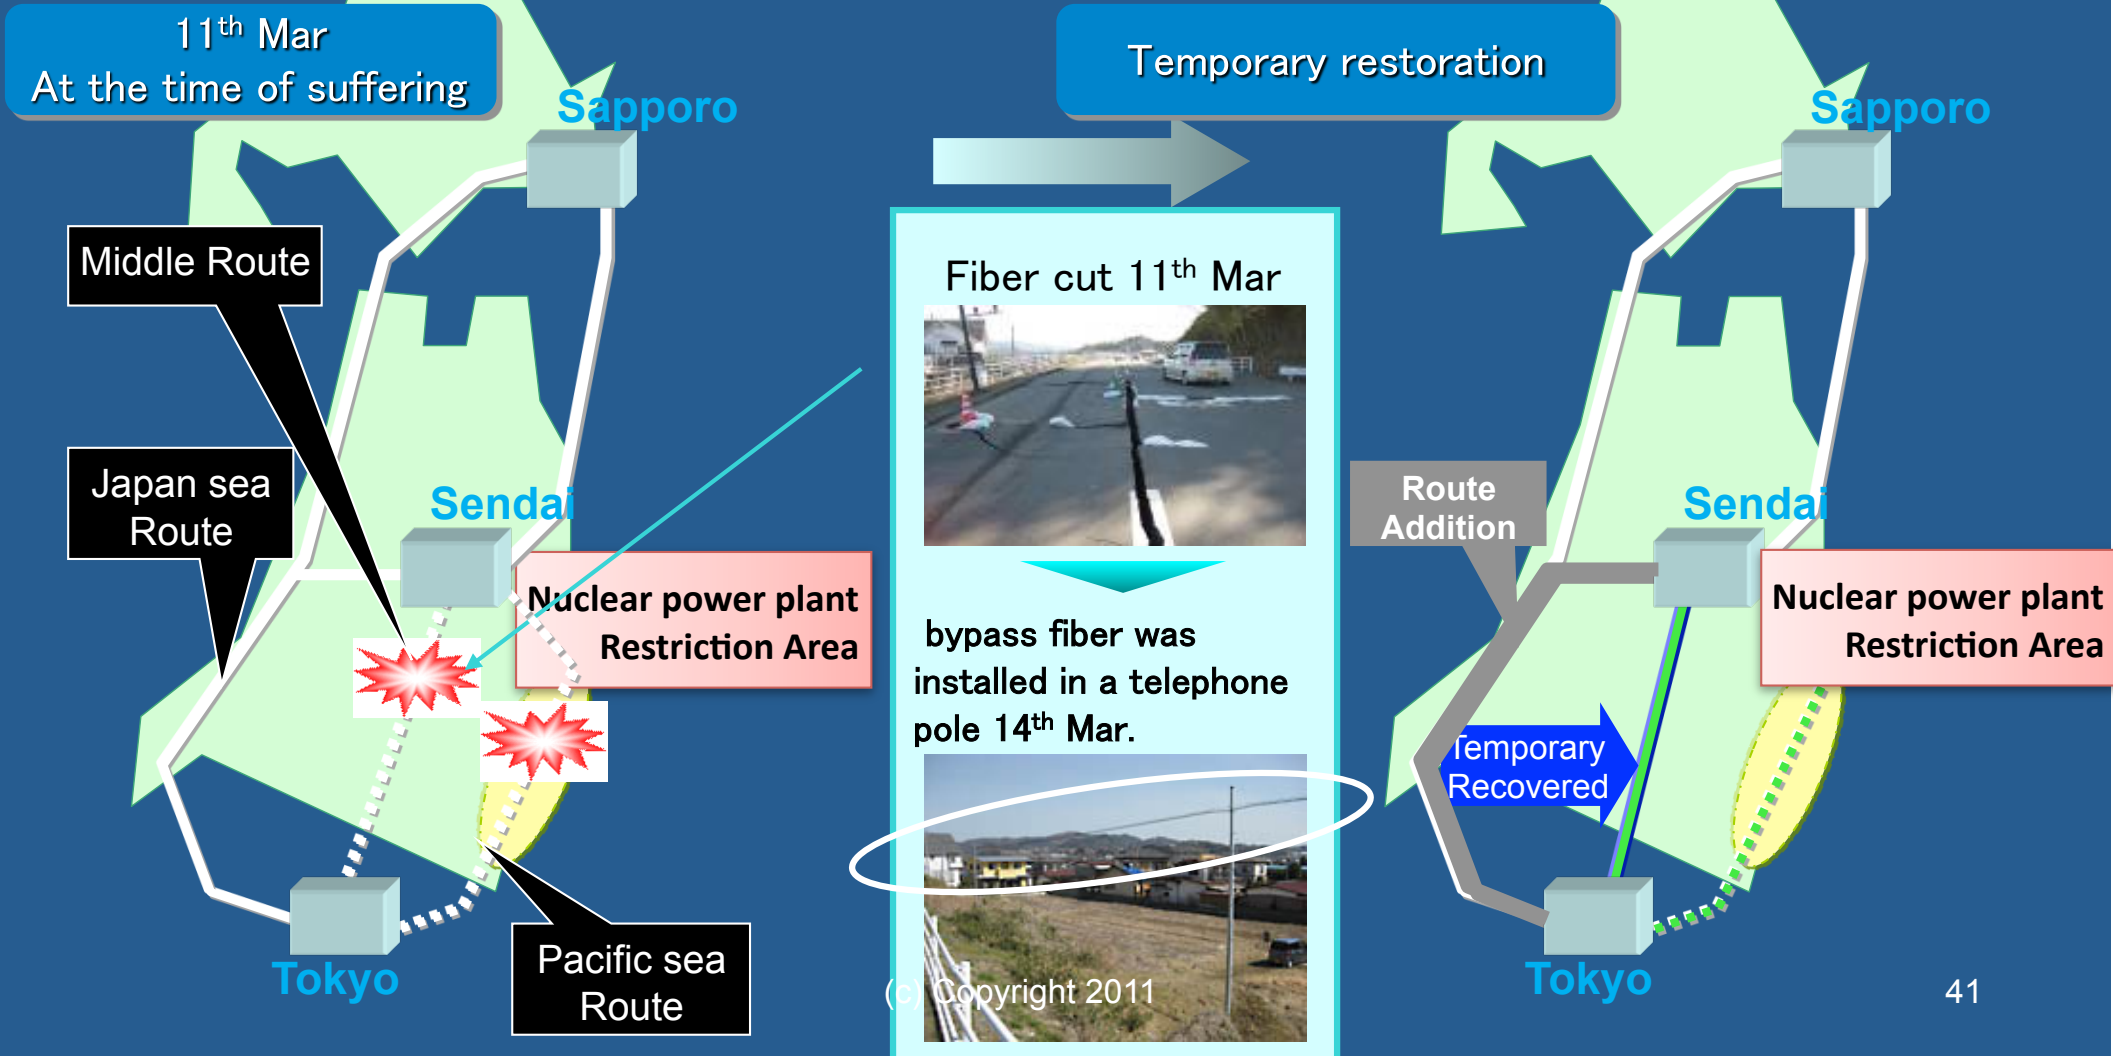 11th Mar
At the time of suffering
Sapporo
Middle Route
Japan sea
Route
Sendai
Nuclear power plant
Restriction Area
Tokyo
Pacific sea
Route
Fiber cut 11th Mar
bypass fiber was
installed in a telephone
pole 14th Mar.
(c) Copyright 2011
Temporary restoration
Sapporo
Route
Addition
Sendai
Nuclear power plant
Restriction Area
Temporary
Recovered
Tokyo
41